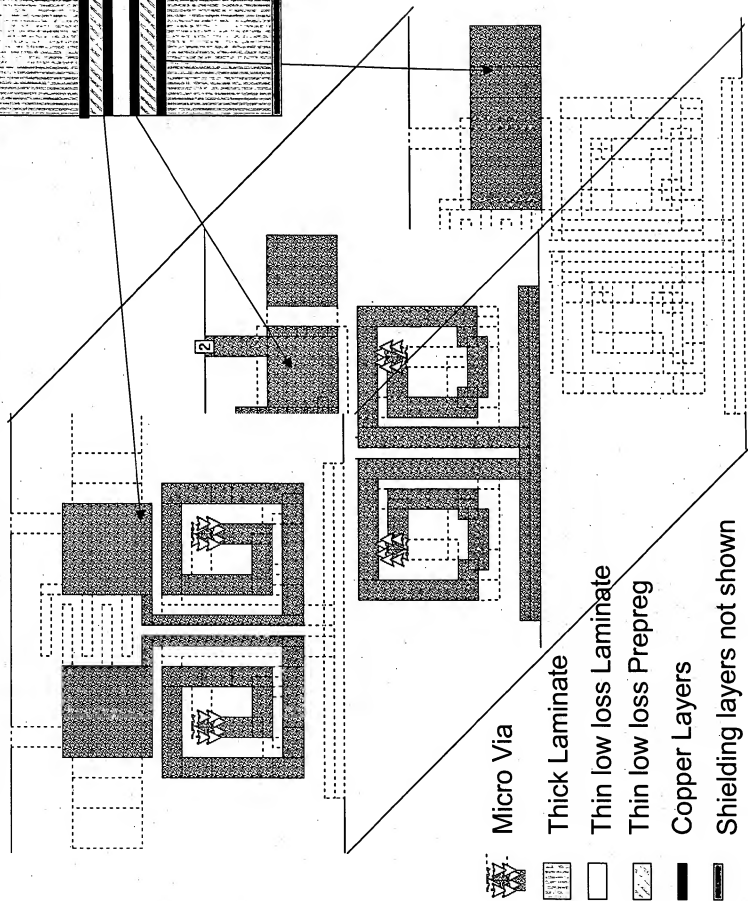 2
Micro Via
Thick Laminate
Thin low loss Laminate
Thin low loss Prepreg
Copper Layers
Shielding layers not shown